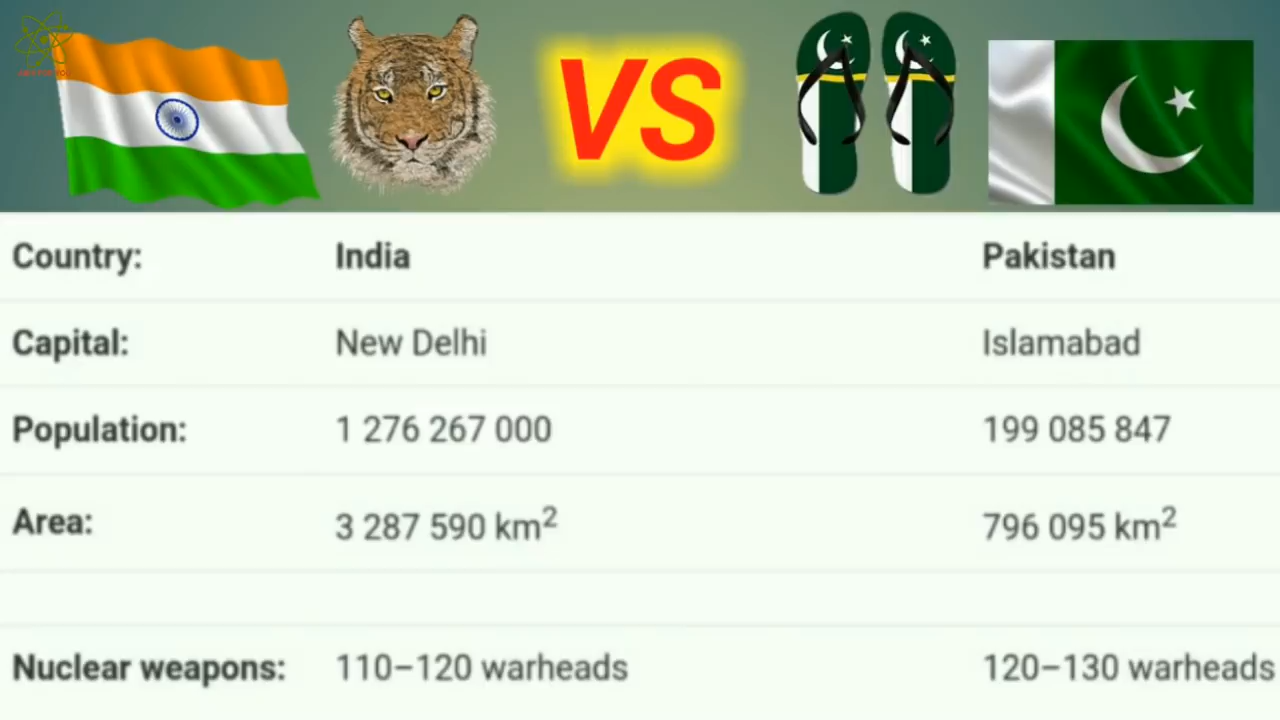 VS
Country: India Pakistan
Capital: New Delhi Islamabad
Population: 1 276 267 000 199 085 847
Area: 3 287 590 km² 796 095 km²
Nuclear weapons: 110–120 warheads 120–130 warheads